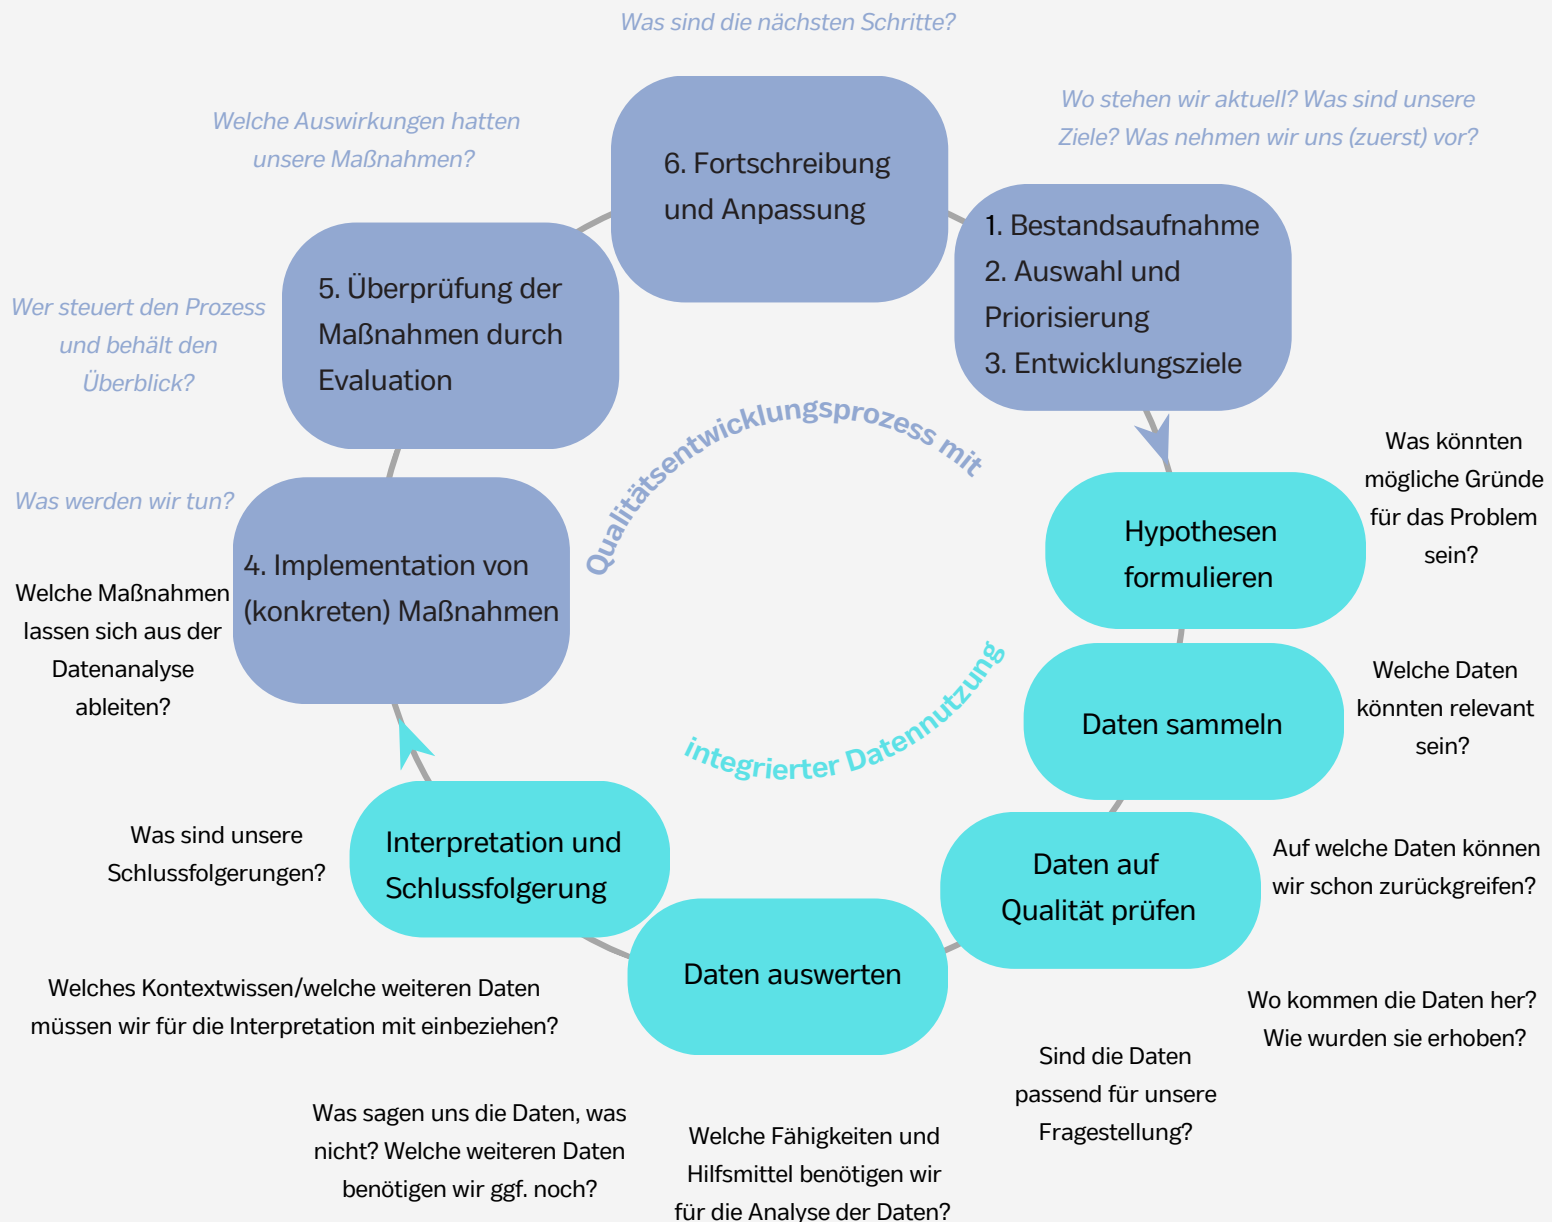 Was sind die nächsten Schritte?
Wo stehen wir aktuell? Was sind unsere
Ziele? Was nehmen wir uns (zuerst) vor?
Welche Auswirkungen hatten
unsere Maßnahmen?
6. Fortschreibung
und Anpassung
1. Bestandsaufnahme
2. Auswahl und
Priorisierung
3. Entwicklungsziele
5. Überprüfung der
Maßnahmen durch
Evaluation
Wer steuert den Prozess
und behält den
Überblick?
Qualitätsentwicklungsprozess mit
integrierter Datennutzung
Was könnten
mögliche Gründe
für das Problem
sein?
Hypothesen
formulieren
Was werden wir tun?
4. Implementation von
(konkreten) Maßnahmen
Welche Maßnahmen
lassen sich aus der
Datenanalyse
ableiten?
Daten sammeln
Welche Daten
könnten relevant
sein?
Was sind unsere
Schlussfolgerungen?
Interpretation und
Schlussfolgerung
Daten auf
Qualität prüfen
Auf welche Daten können
wir schon zurückgreifen?
Daten auswerten
Welches Kontextwissen/welche weiteren Daten
müssen wir für die Interpretation mit einbeziehen?
Wo kommen die Daten her?
Wie wurden sie erhoben?
Sind die Daten
passend für unsere
Fragestellung?
Was sagen uns die Daten, was
nicht? Welche weiteren Daten
benötigen wir ggf. noch?
Welche Fähigkeiten und
Hilfsmittel benötigen wir
für die Analyse der Daten?